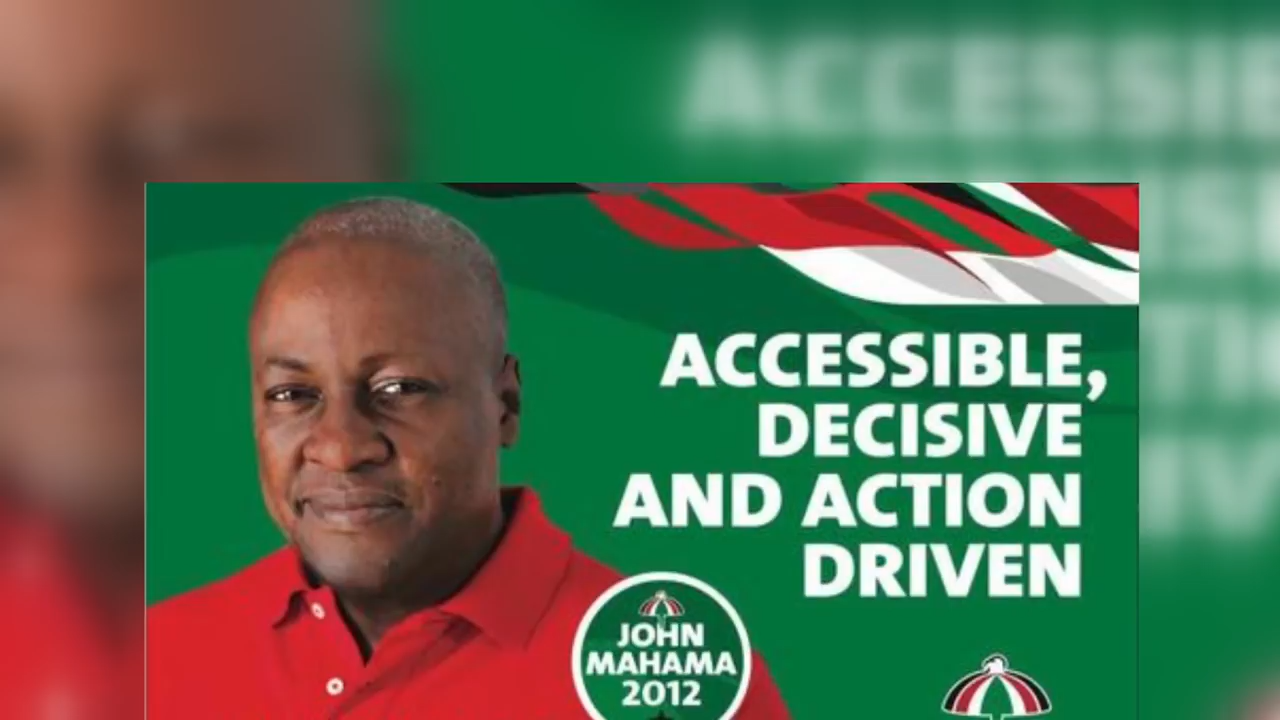 ACCESSIBLE,
DECISIVE
AND ACTION
DRIVEN
JOHN
MAHAMA
2012